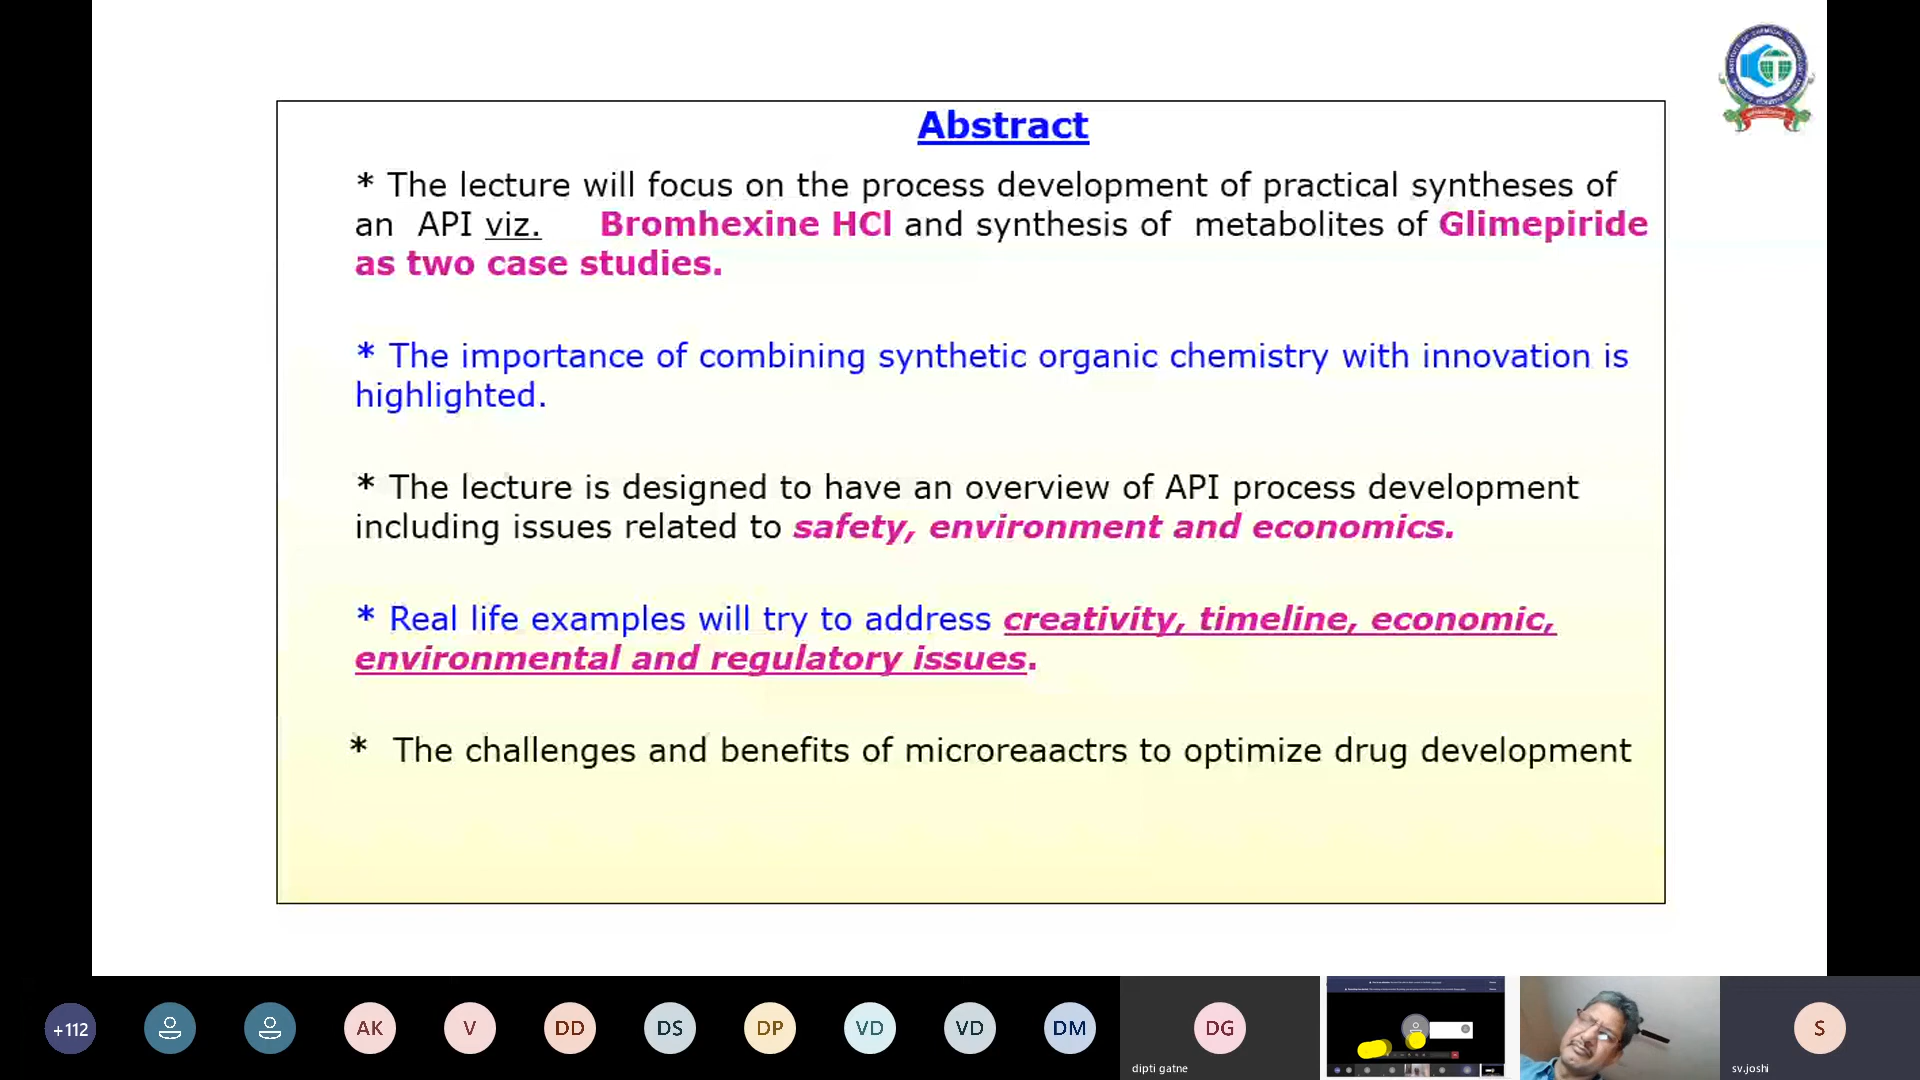 Abstract
* The lecture will focus on the process development of practical syntheses of
an API viz. Bromhexine HCl and synthesis of metabolites of Glimepiride
as two case studies.
* The importance of combining synthetic organic chemistry with innovation is
highlighted.
* The lecture is designed to have an overview of API process development
including issues related to safety, environment and economics.
* Real life examples will try to address creativity, timeline, economic,
environmental and regulatory issues.
* The challenges and benefits of microreaactrs to optimize drug development
+112
AK
V
DD
DS
DP
VD
VD
DM
DG
S
dipti gatne
sv.joshi